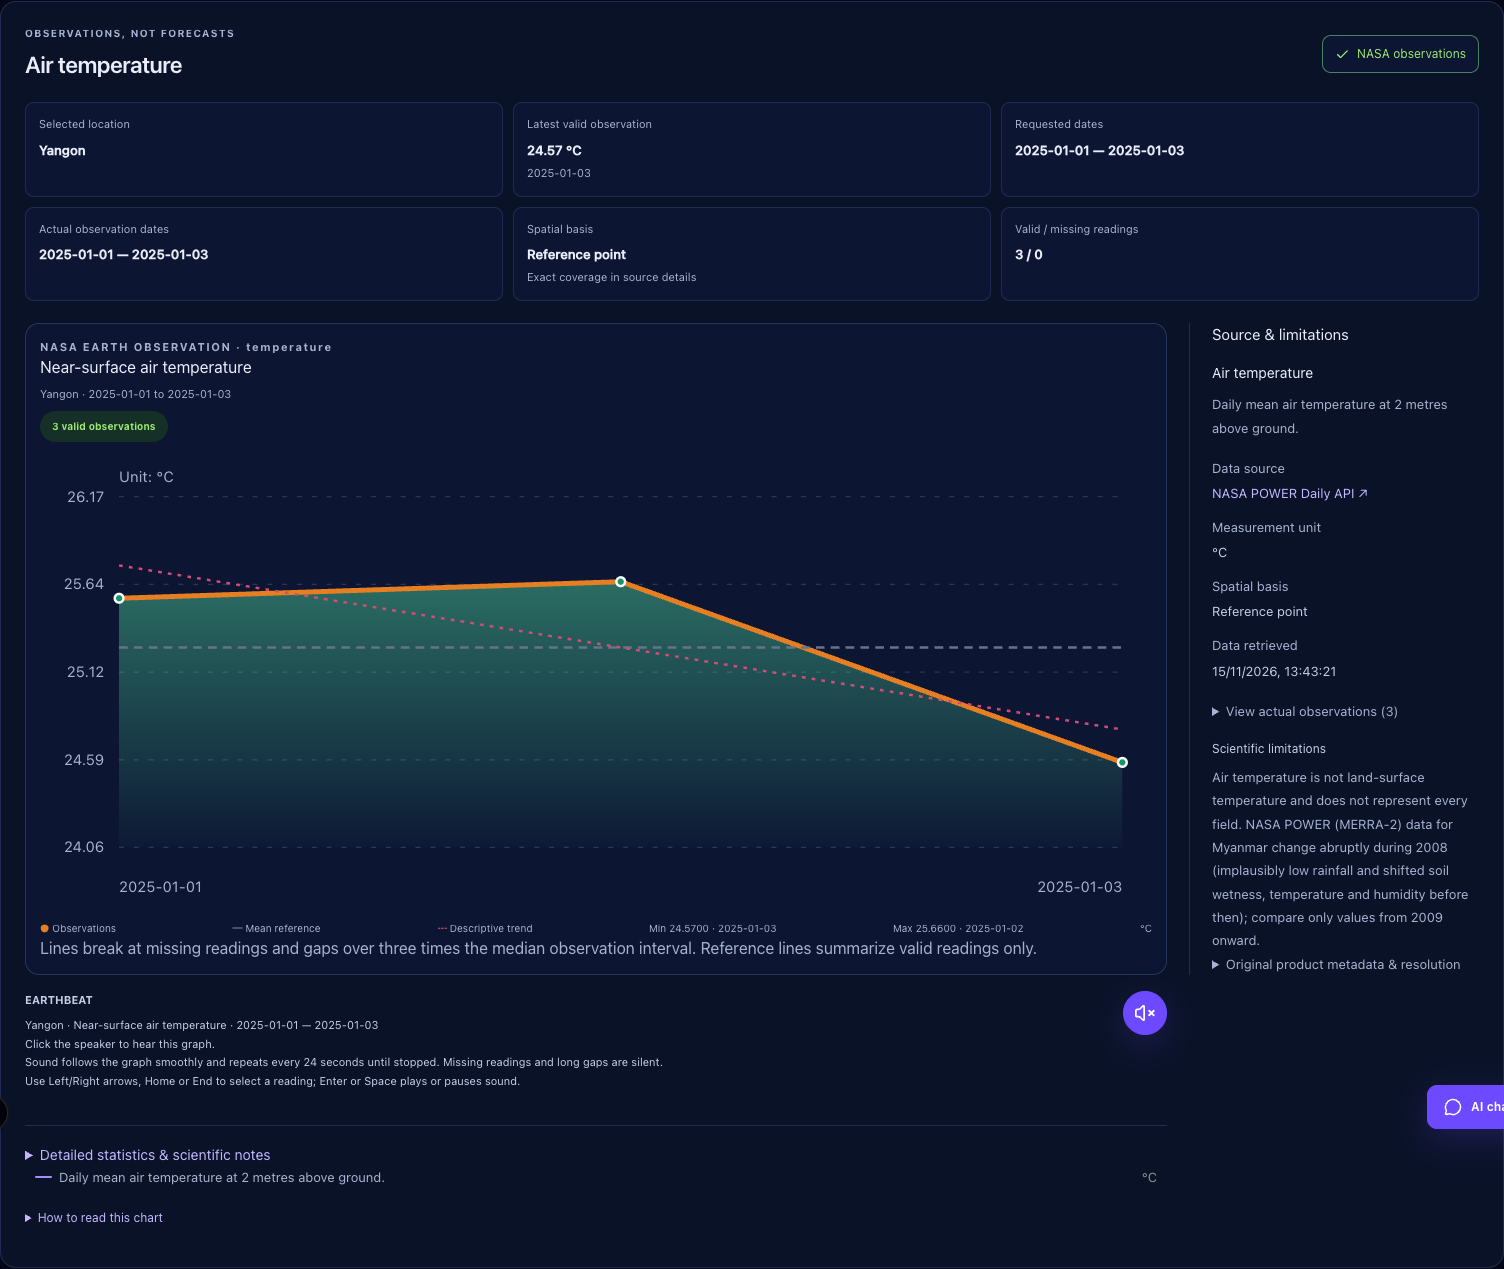 OBSERVATIONS, NOT FORECASTS
Air temperature
NASA observations
Selected location
Yangon
Latest valid observation
24.57 °C
2025-01-03
Requested dates
2025-01-01 — 2025-01-03
Actual observation dates
2025-01-01 — 2025-01-03
Spatial basis
Reference point
Exact coverage in source details
Valid / missing readings
3 / 0
NASA EARTH OBSERVATION · temperature
Near-surface air temperature
Yangon · 2025-01-01 to 2025-01-03
3 valid observations
Unit: °C
26.17
25.64
25.12
24.59
24.06
2025-01-01
2025-01-03
Observations
Mean reference
Descriptive trend
Min 24.5700 · 2025-01-03
Max 25.6600 · 2025-01-02
°C
Lines break at missing readings and gaps over three times the median observation interval. Reference lines summarize valid readings only.
Source & limitations
Air temperature
Daily mean air temperature at 2 metres
above ground.
Data source
NASA POWER Daily API ↗
Measurement unit
°C
Spatial basis
Reference point
Data retrieved
15/11/2026, 13:43:21
View actual observations (3)
Scientific limitations
Air temperature is not land-surface
temperature and does not represent every
field. NASA POWER (MERRA-2) data for
Myanmar change abruptly during 2008
(implausibly low rainfall and shifted soil
wetness, temperature and humidity before
then); compare only values from 2009
onward.
Original product metadata & resolution
EARTHBEAT
Yangon · Near-surface air temperature · 2025-01-01 — 2025-01-03
Click the speaker to hear this graph.
Sound follows the graph smoothly and repeats every 24 seconds until stopped. Missing readings and long gaps are silent.
Use Left/Right arrows, Home or End to select a reading; Enter or Space plays or pauses sound.
AI cha
Detailed statistics & scientific notes
Daily mean air temperature at 2 metres above ground.
°C
How to read this chart